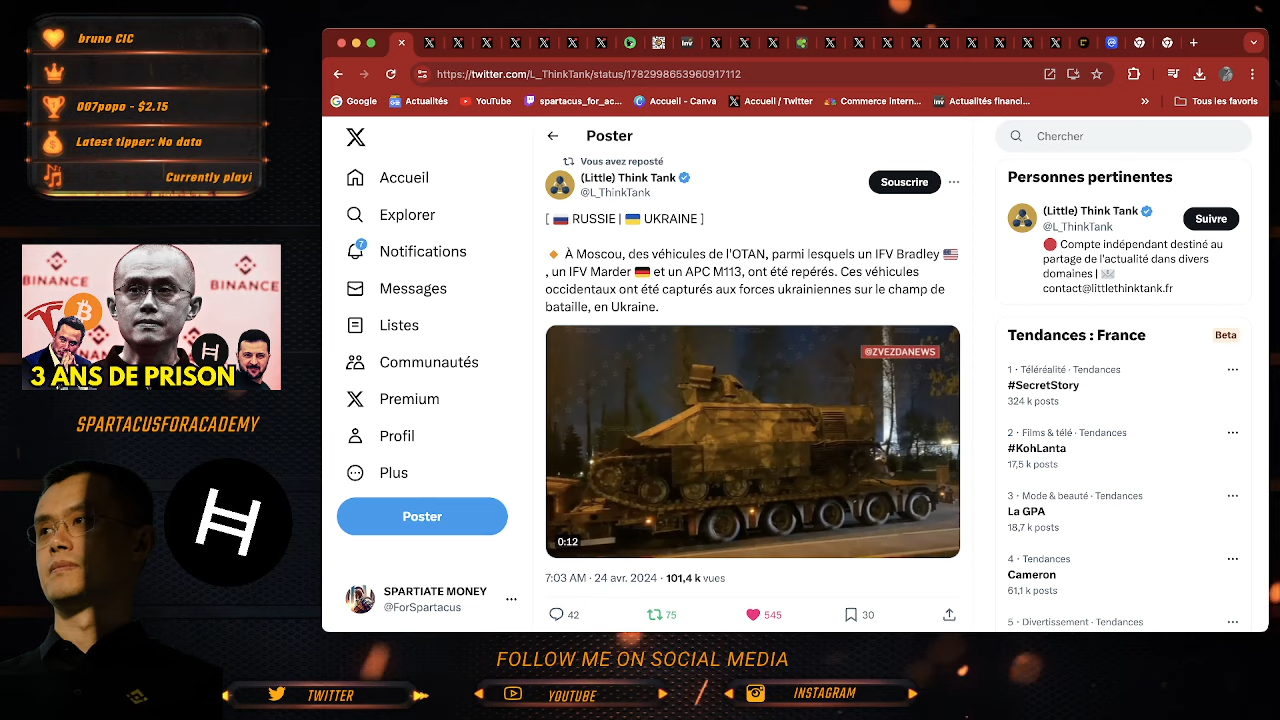 bruno CIC
007popo - $2.15
Latest tipper: No data
Currently playi
BINANCE
BINANCE
3 ANS DE PRISON
SPARTACUSFORACADEMY
https://twitter.com/L_ThinkTank/status/1782998653960917112
Google
Actualités
YouTube
spartacus_for_ac...
Accueil - Canva
Accueil / Twitter
Commerce intern...
inv
Actualités financi...
Tous les favoris
Accueil
Explorer
7
Notifications
Messages
Listes
Communautés
Premium
Profil
Plus
Poster
SPARTIATE MONEY
@ForSpartacus
Poster
Vous avez reposté
(Little) Think Tank
@L_ThinkTank
Souscrire
[ 🇷🇺 RUSSIE | 🇺🇦 UKRAINE ]
🔸 À Moscou, des véhicules de l'OTAN, parmi lesquels un IFV Bradley 🇺🇸
, un IFV Marder 🇩🇪 et un APC M113, ont été repérés. Ces véhicules
occidentaux ont été capturés aux forces ukrainiennes sur le champ de
bataille, en Ukraine.
@ZVEZDANEWS
0:12
7:03 AM · 24 avr. 2024 · 101,4 k vues
42
75
545
30
Chercher
Personnes pertinentes
(Little) Think Tank
@L_ThinkTank
Suivre
🔴 Compte indépendant destiné au
partage de l'actualité dans divers
domaines | 📨
contact@littlethinktank.fr
Tendances : France
Beta
1 · Téléréalité · Tendances
#SecretStory
324 k posts
2 · Films & télé · Tendances
#KohLanta
17,5 k posts
3 · Mode & beauté · Tendances
La GPA
18,7 k posts
4 · Tendances
Cameron
61,1 k posts
5 · Divertissement · Tendances
FOLLOW ME ON SOCIAL MEDIA
TWITTER
YOUTUBE
INSTAGRAM